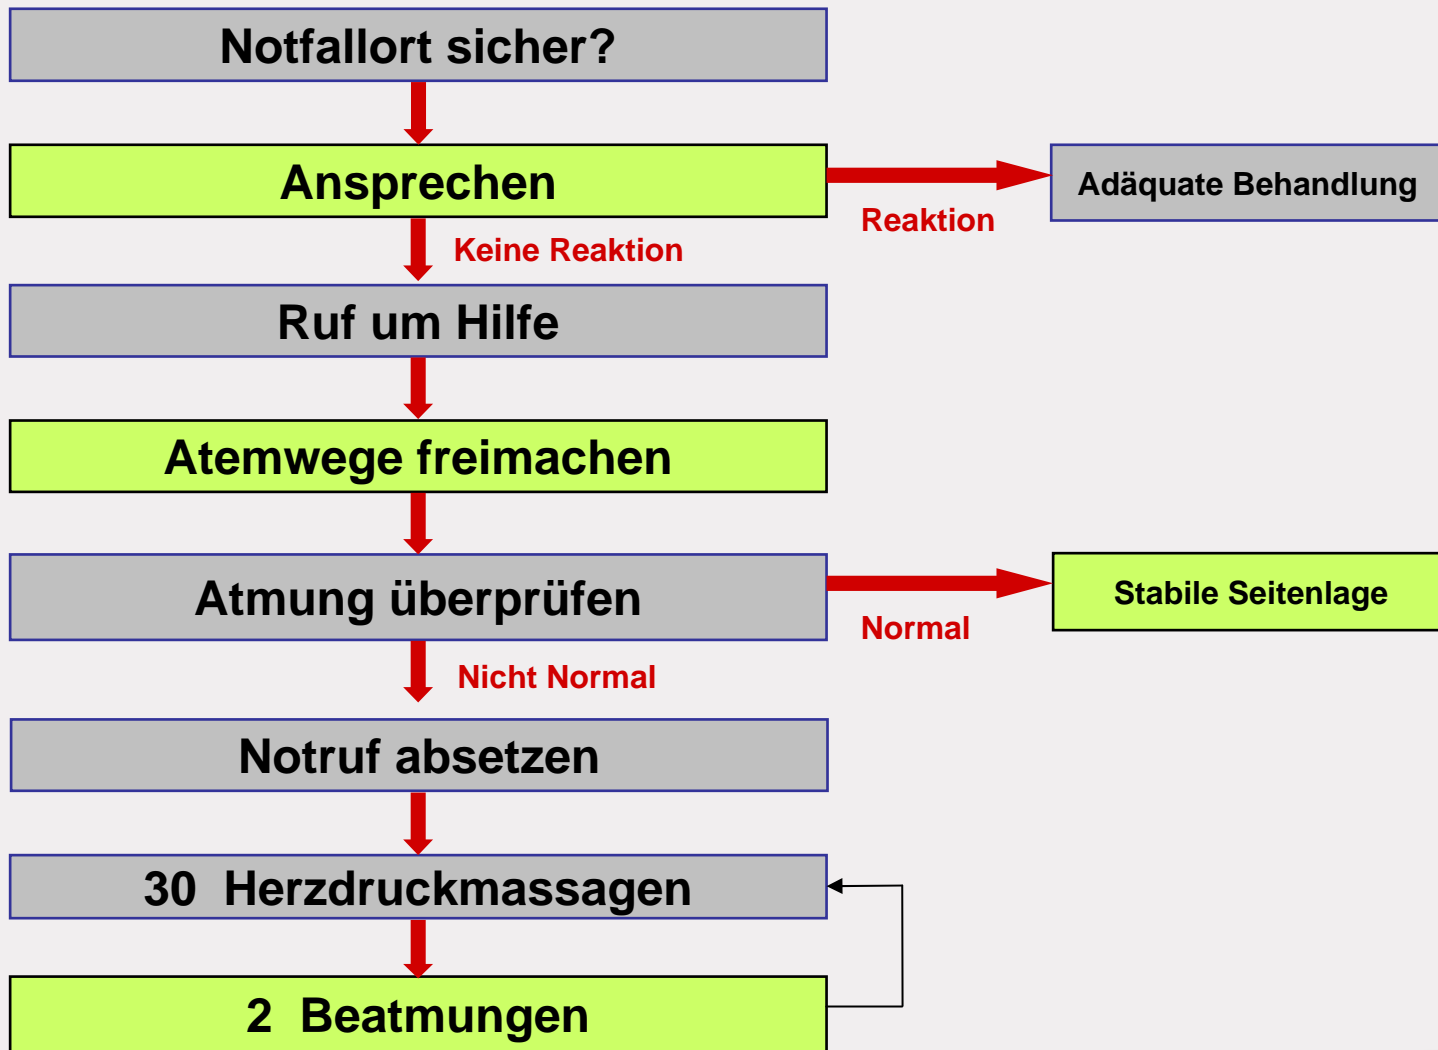 Notfallort sicher?
Ansprechen
Adäquate Behandlung
Reaktion
Keine Reaktion
Ruf um Hilfe
Atemwege freimachen
Atmung überprüfen
Stabile Seitenlage
Normal
Nicht Normal
Notruf absetzen
30 Herzdruckmassagen
2 Beatmungen